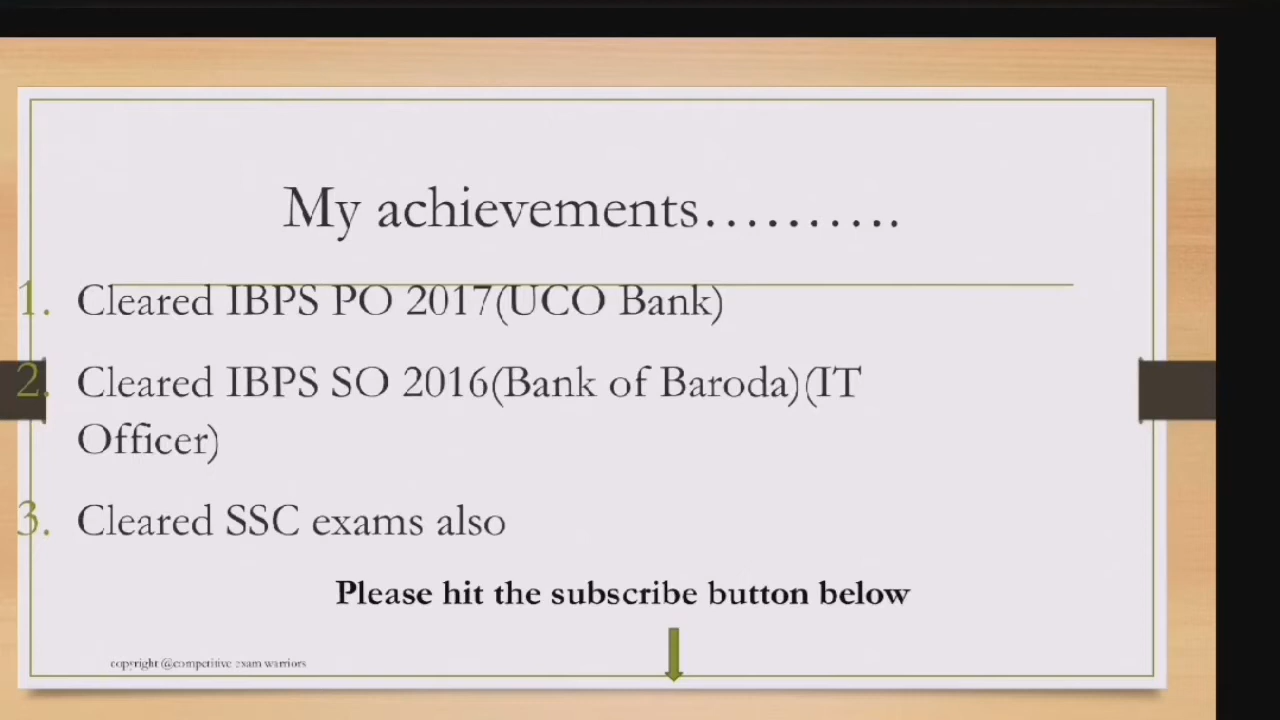 My achievements..........
1. Cleared IBPS PO 2017(UCO Bank)
2. Cleared IBPS SO 2016(Bank of Baroda)(IT
Officer)
3. Cleared SSC exams also
Please hit the subscribe button below
copyright @competitive exam warriors